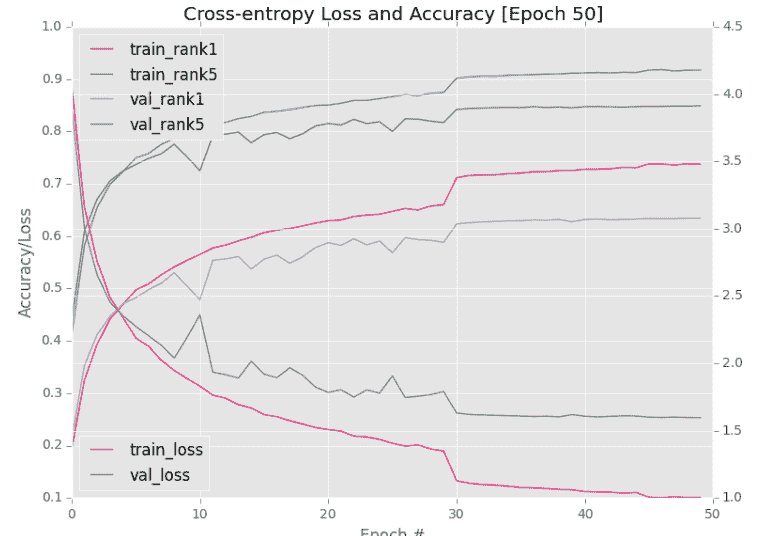 Cross-entropy Loss and Accuracy [Epoch 50]
1.0
0.9
0.8
0.7
0.6
0.5
0.4
0.3
0.2
0.1
Accuracy/Loss
train_rank1
train_rank5
val_rank1
val_rank5
train_loss
val_loss
4.5
4.0
3.5
3.0
2.5
2.0
1.5
1.0
0 10 20 30 40 50
Epoch #